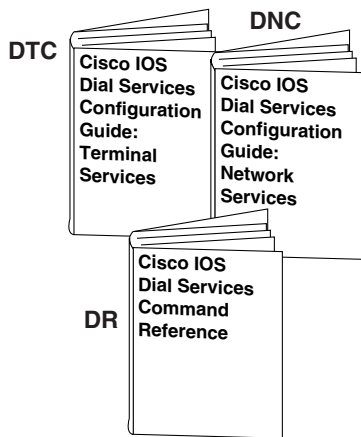 DTC
Cisco IOS
Dial Services
Configuration
Guide:
Terminal
Services
DNC
Cisco IOS
Dial Services
Configuration
Guide:
Network
Services
DR
Cisco IOS
Dial Services
Command
Reference